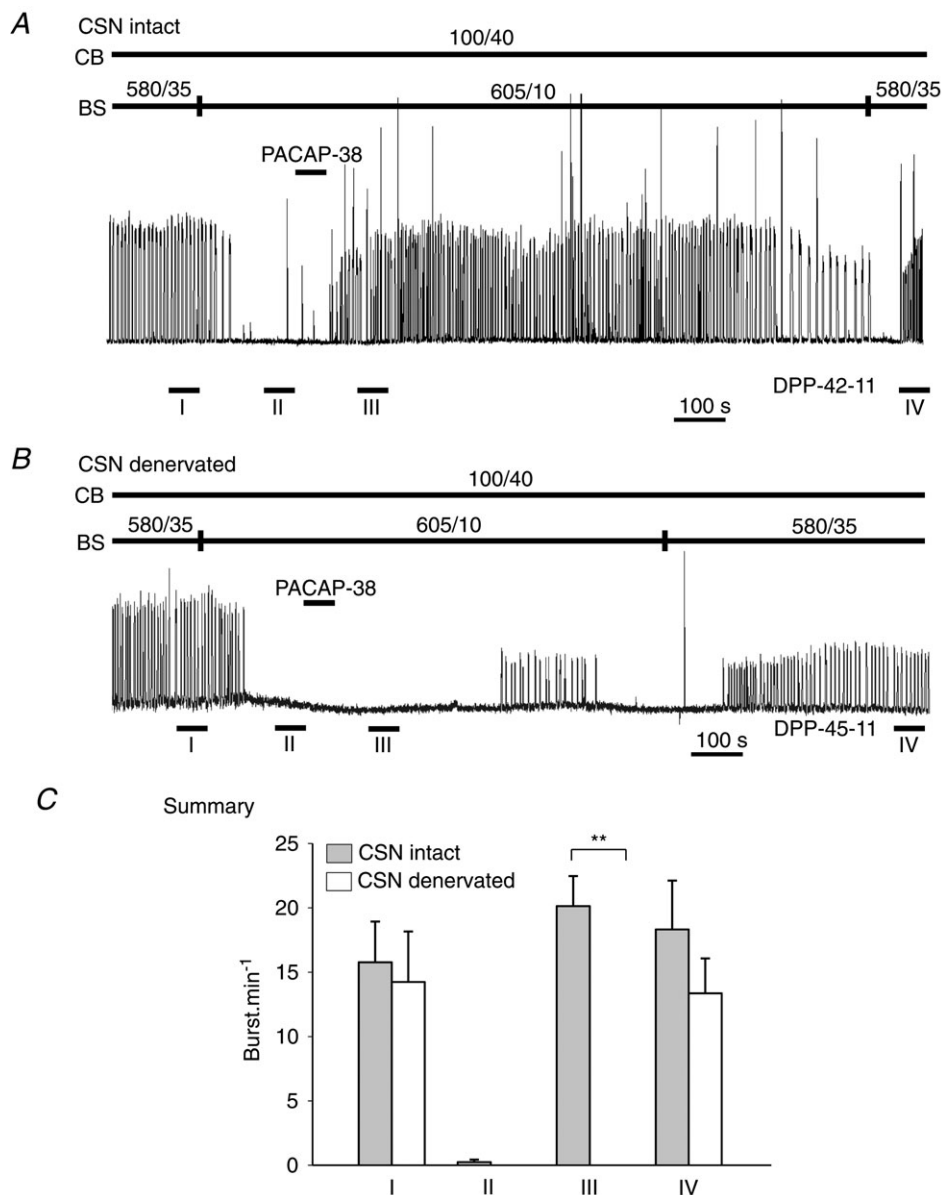 A
CSN intact
CB
100/40
BS
580/35
605/10
580/35
PACAP-38
DPP-42-11
I
II
III
100 s
IV
B
CSN denervated
CB
100/40
BS
580/35
605/10
580/35
PACAP-38
DPP-45-11
I
II
III
100 s
IV
C
Summary
25
20
15
10
5
0
Burst.min⁻¹
CSN intact
CSN denervated
**
I
II
III
IV